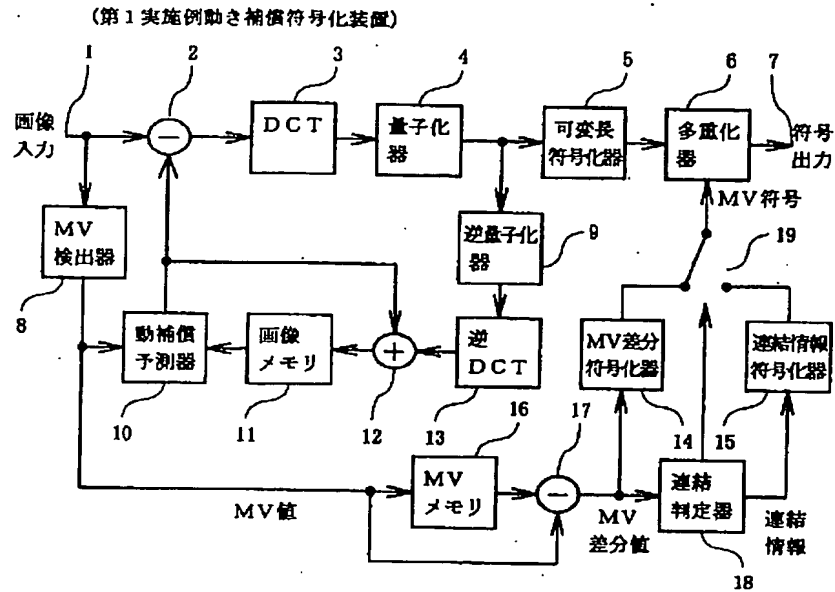 (第1実施例動き補償符号化装置)
1
2
3
4
5
6
7
画像
入力
−
DCT
量子化
器
可変長
符号化器
多重化
器
符号
出力
MV符号
MV
検出器
8
逆量子化
器
9
19
動補償
予測器
10
画像
メモリ
11
+
12
逆
DCT
13
MV差分
符号化器
14
連結情報
符号化器
15
16
17
MV値
MV
メモリ
−
MV
差分値
連結
判定器
18
連結
情報